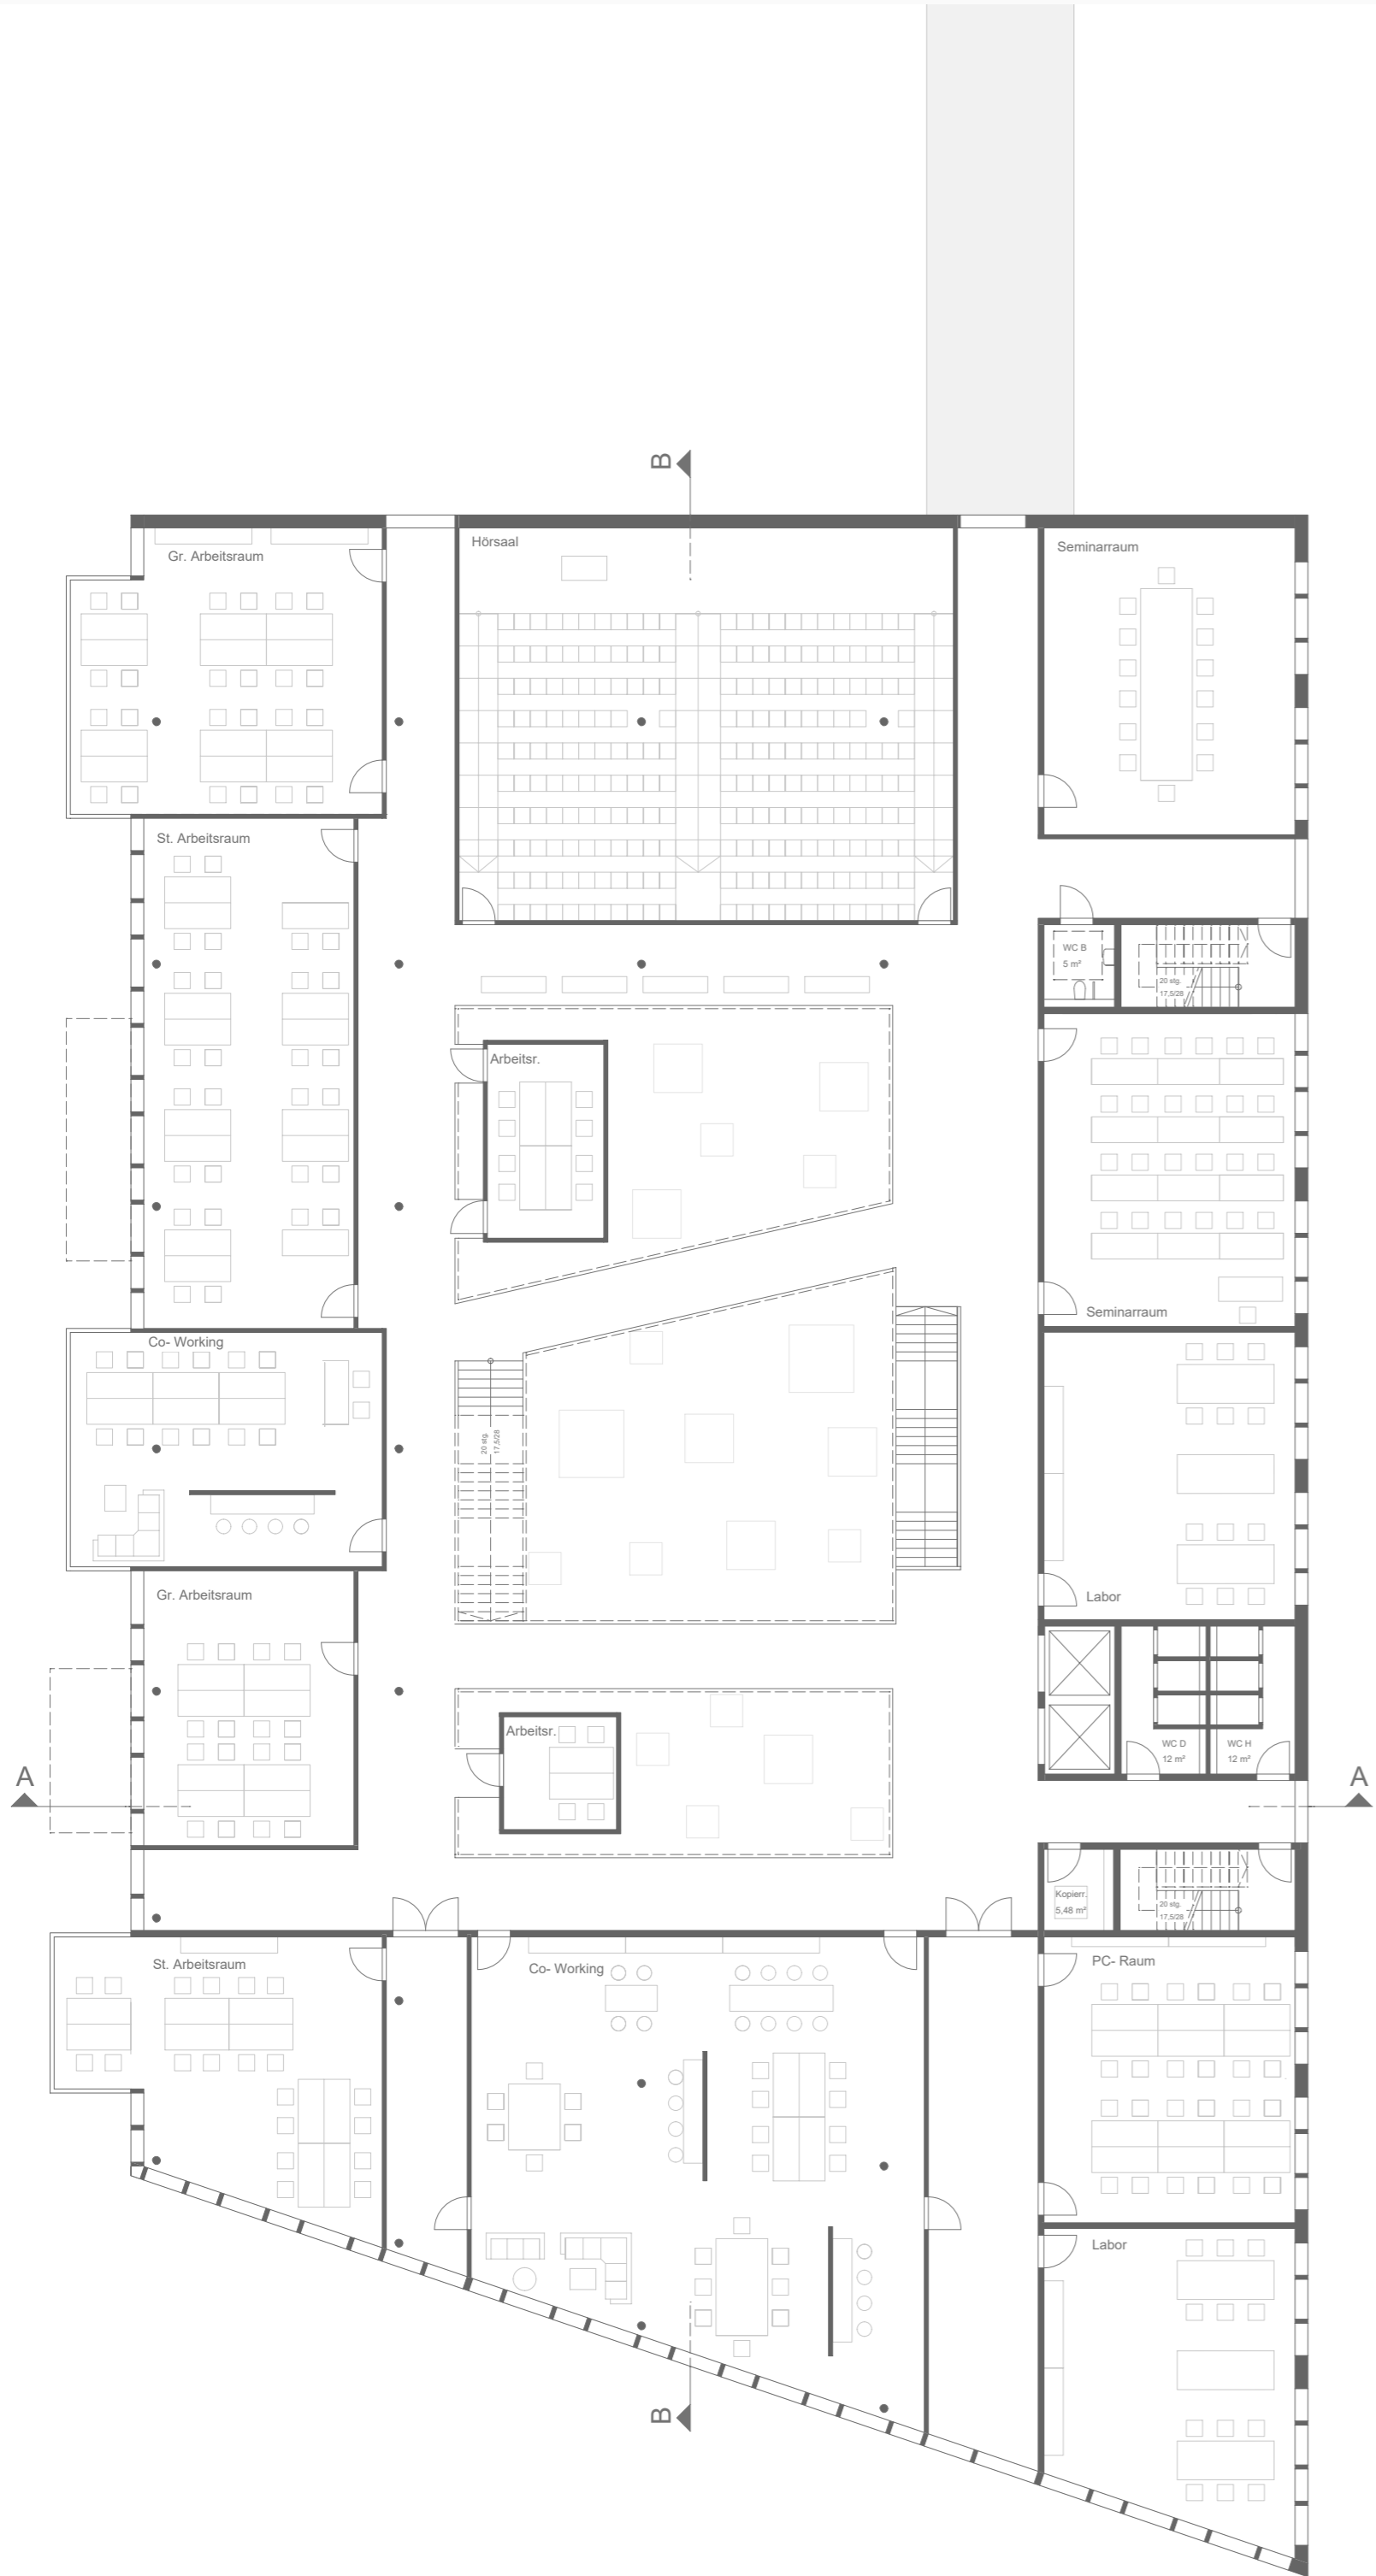 B
Gr. Arbeitsraum
Hörsaal
Seminarraum
St. Arbeitsraum
WC B
5 m²
20 stg.
17,5/28
Arbeitsr.
Seminarraum
Co- Working
20 stg.
17,5/28
Gr. Arbeitsraum
Labor
Arbeitsr.
WC D
12 m²
WC H
12 m²
A
A
Kopierr.
5,48 m²
20 stg.
17,5/28
St. Arbeitsraum
Co- Working
PC- Raum
Labor
B